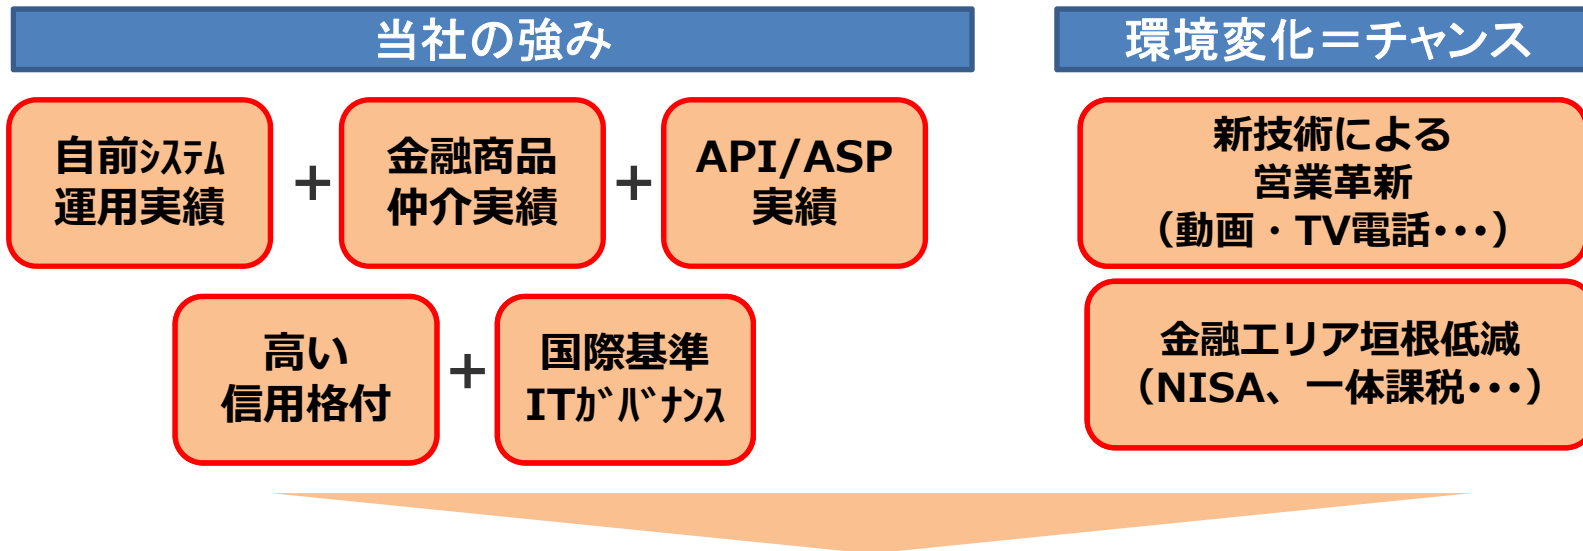 当社の強み
環境変化＝チャンス
自前ｼｽﾃﾑ
運用実績
+
金融商品
仲介実績
+
API/ASP
実績
新技術による
営業革新
（動画・TV電話･･･）
高い
信用格付
+
国際基準
ITｶﾞﾊﾞﾅﾝｽ
金融エリア垣根低減
（NISA、一体課税･･･）